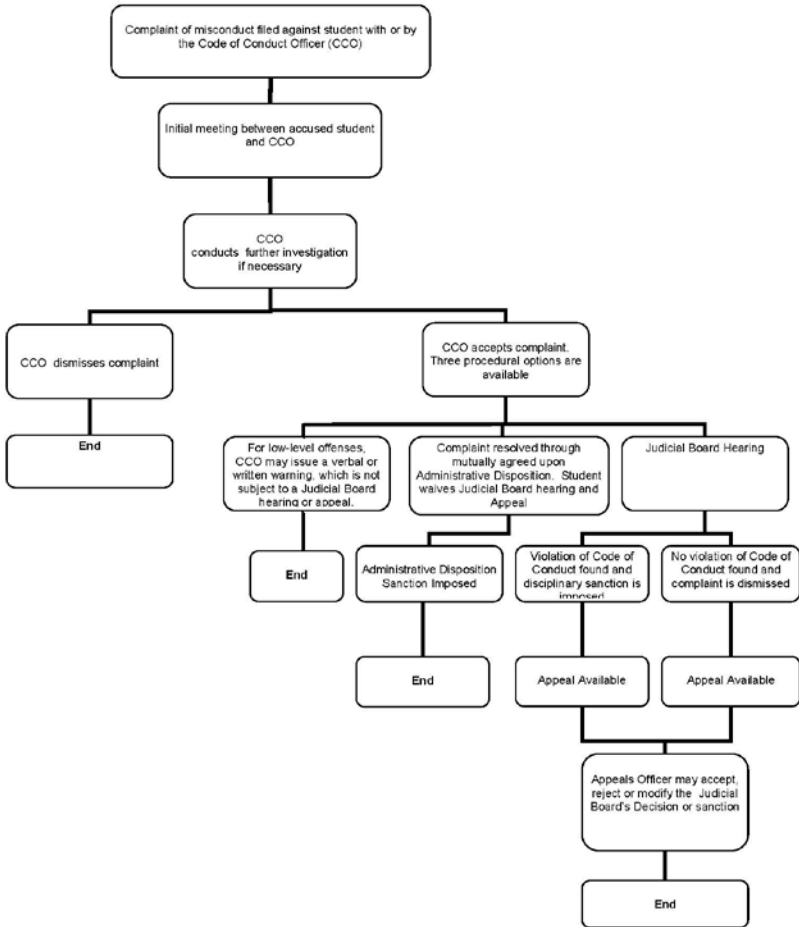 Complaint of misconduct filed against student with or by
the Code of Conduct Officer (CCO)
Initial meeting between accused student
and CCO
CCO
conducts further investigation
if necessary
CCO dismisses complaint
CCO accepts complaint.
Three procedural options are
available
End
For low-level offenses,
CCO may issue a verbal or
written warning, which is not
subject to a Judicial Board
hearing or appeal.
Complaint resolved through
mutually agreed upon
Administrative Disposition. Student
waives Judicial Board hearing and
Appeal
Judicial Board Hearing
End
Administrative Disposition
Sanction Imposed
Violation of Code of
Conduct found and
disciplinary sanction is
imposed
No violation of Code of
Conduct found and
complaint is dismissed
End
Appeal Available
Appeal Available
Appeals Officer may accept,
reject or modify the Judicial
Board's Decision or sanction
End